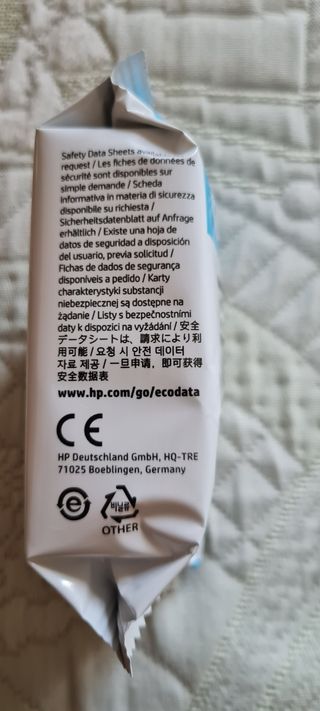 Safety Data Sheets
request / Les fiches de données de
sécurité sont disponibles sur
simple demande / Scheda
informativa in materia di sicurezza
disponibile su richiesta /
Sicherheitsdatenblatt auf Anfrage
erhältlich / Existe una hoja de
datos de seguridad a disposición
del usuario, previa solicitud /
Fichas de dados de segurança
disponíveis a pedido / Karty
charakterystyki substancji
niebezpiecznej są dostępne na
żądanie / Listy s bezpečnostními
daty k dispozici na vyžádání / 安全
データシートは、請求により利
用可能 / 요청 시 안전 데이터
자료 제공 / 一旦申请，即可获得
安全数据表
www.hp.com/go/ecodata
CE
HP Deutschland GmbH, HQ-TRE
71025 Boeblingen, Germany
e
OTHER